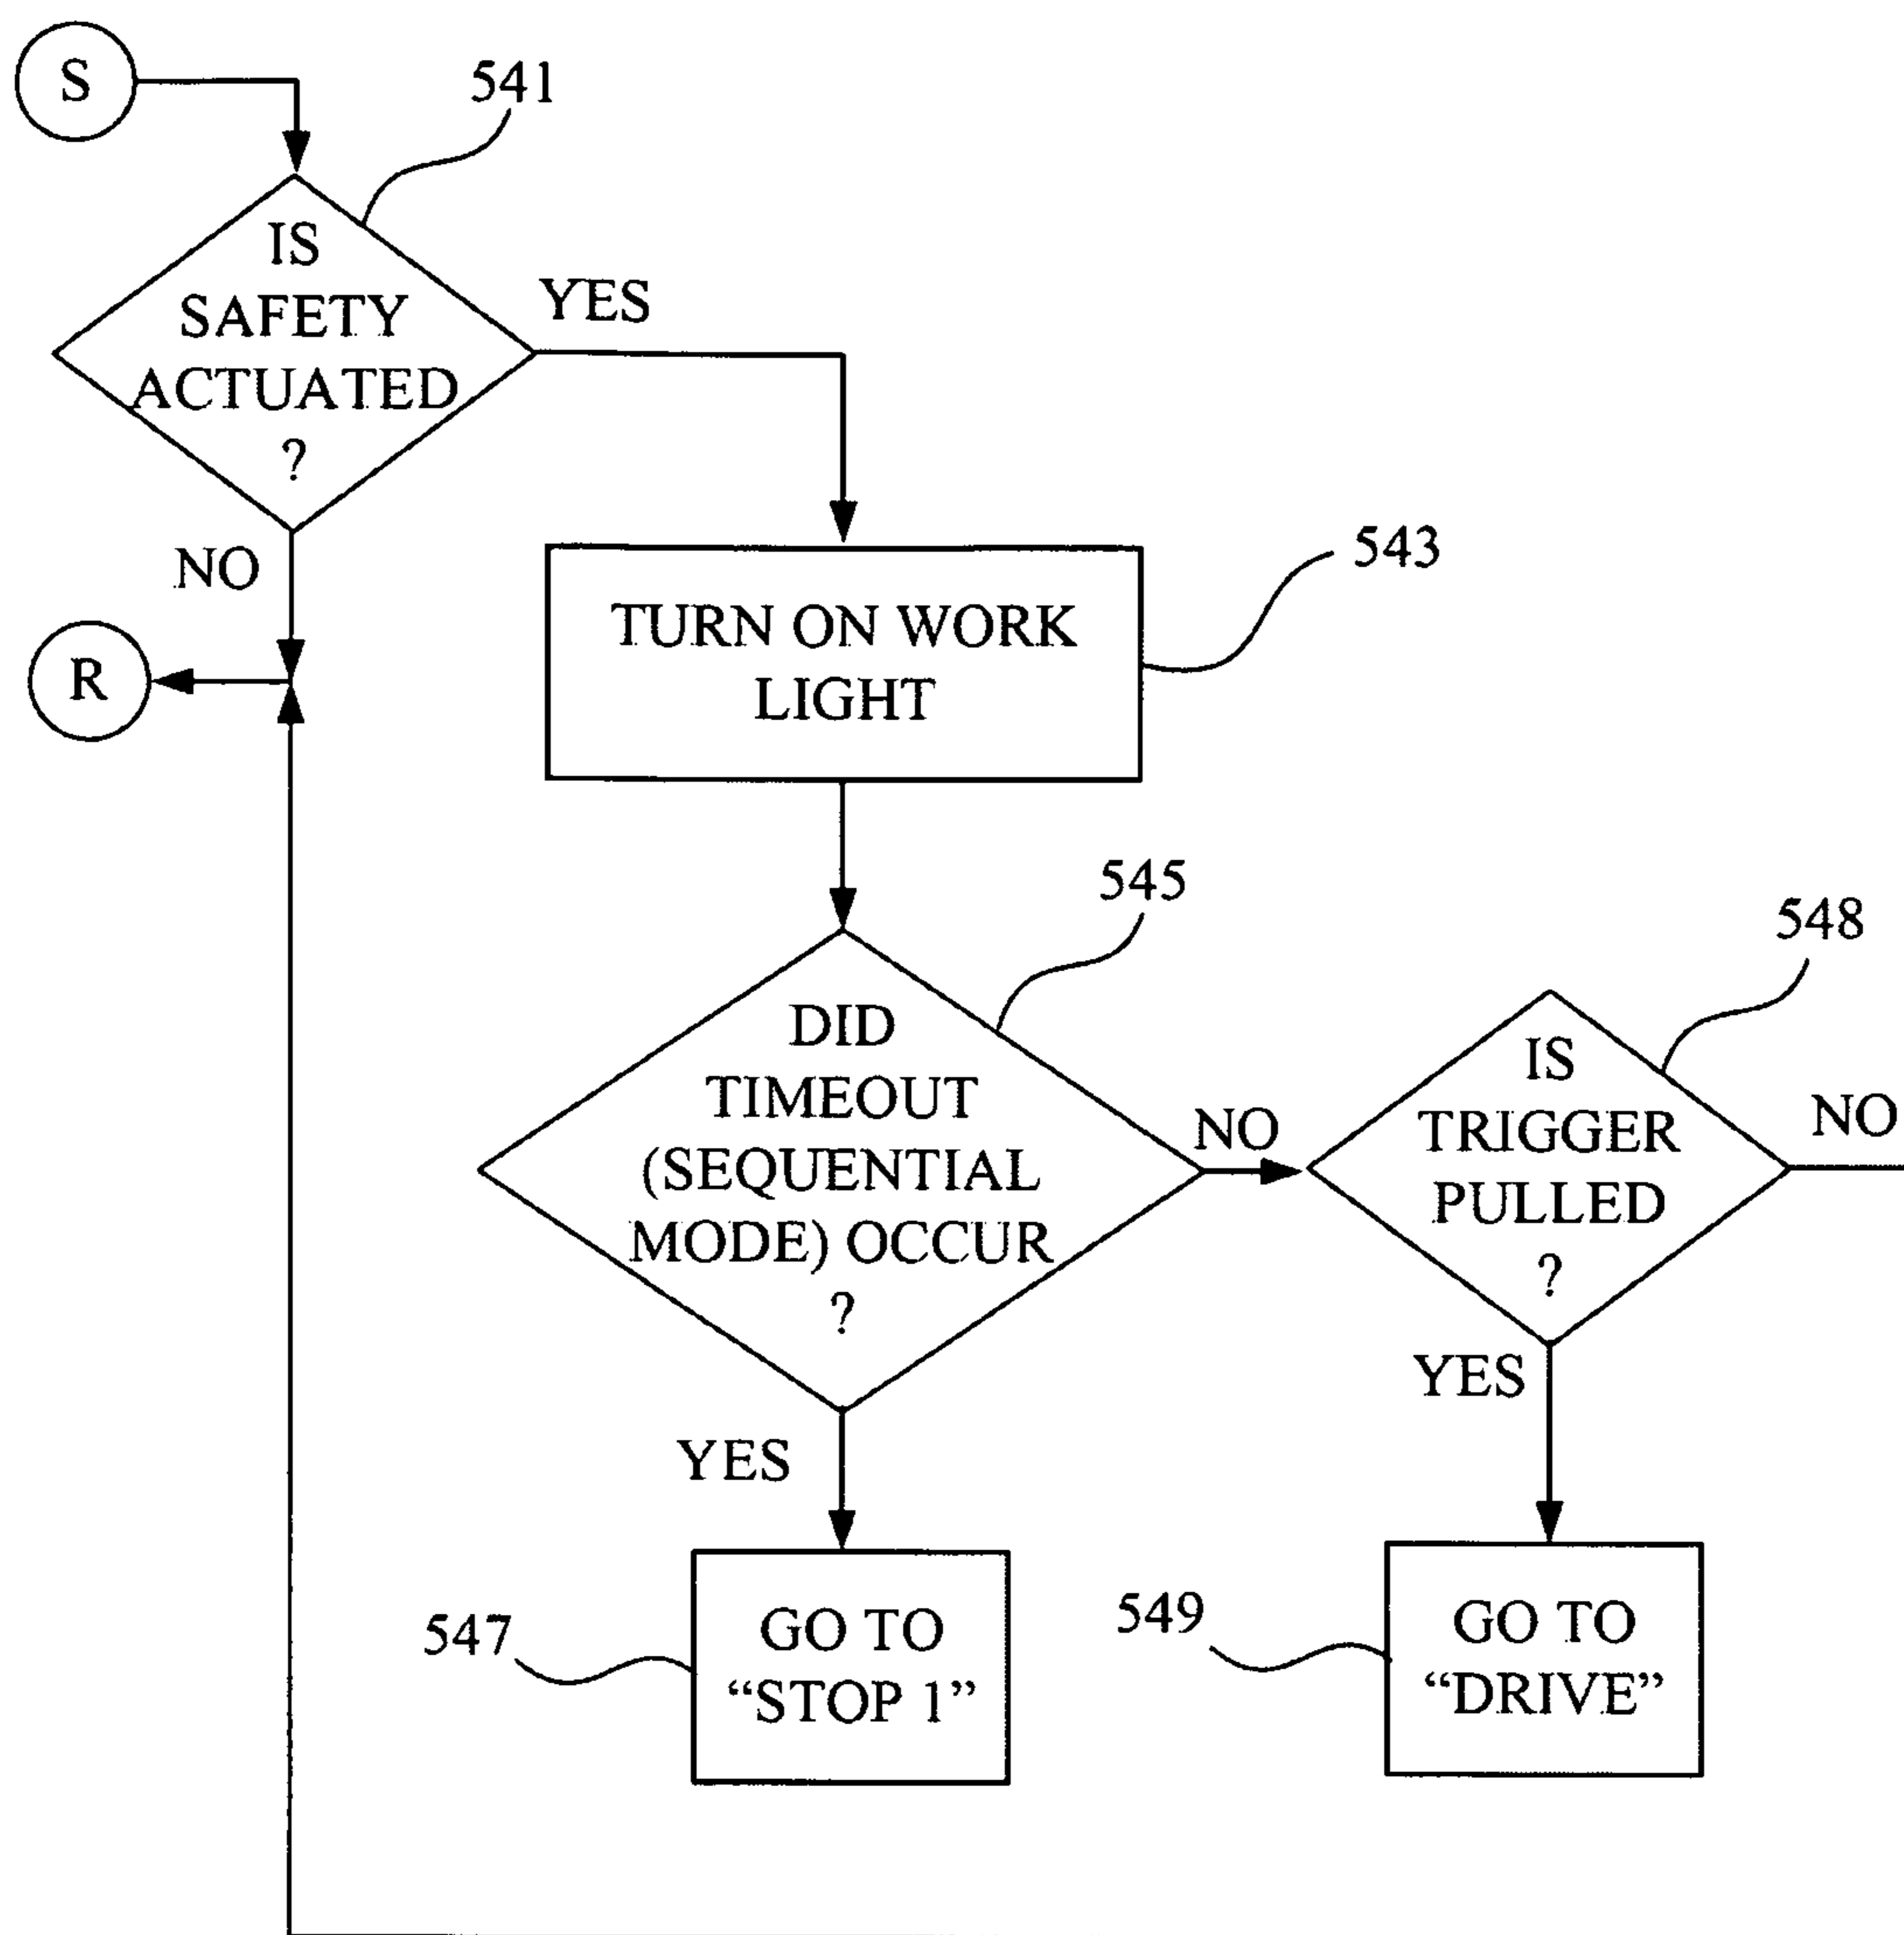 S
541
IS
SAFETY
ACTUATED
?
YES
NO
R
543
TURN ON WORK
LIGHT
545
DID
TIMEOUT
(SEQUENTIAL
MODE) OCCUR
?
NO
YES
548
IS
TRIGGER
PULLED
?
NO
YES
547
GO TO
“STOP 1”
549
GO TO
“DRIVE”